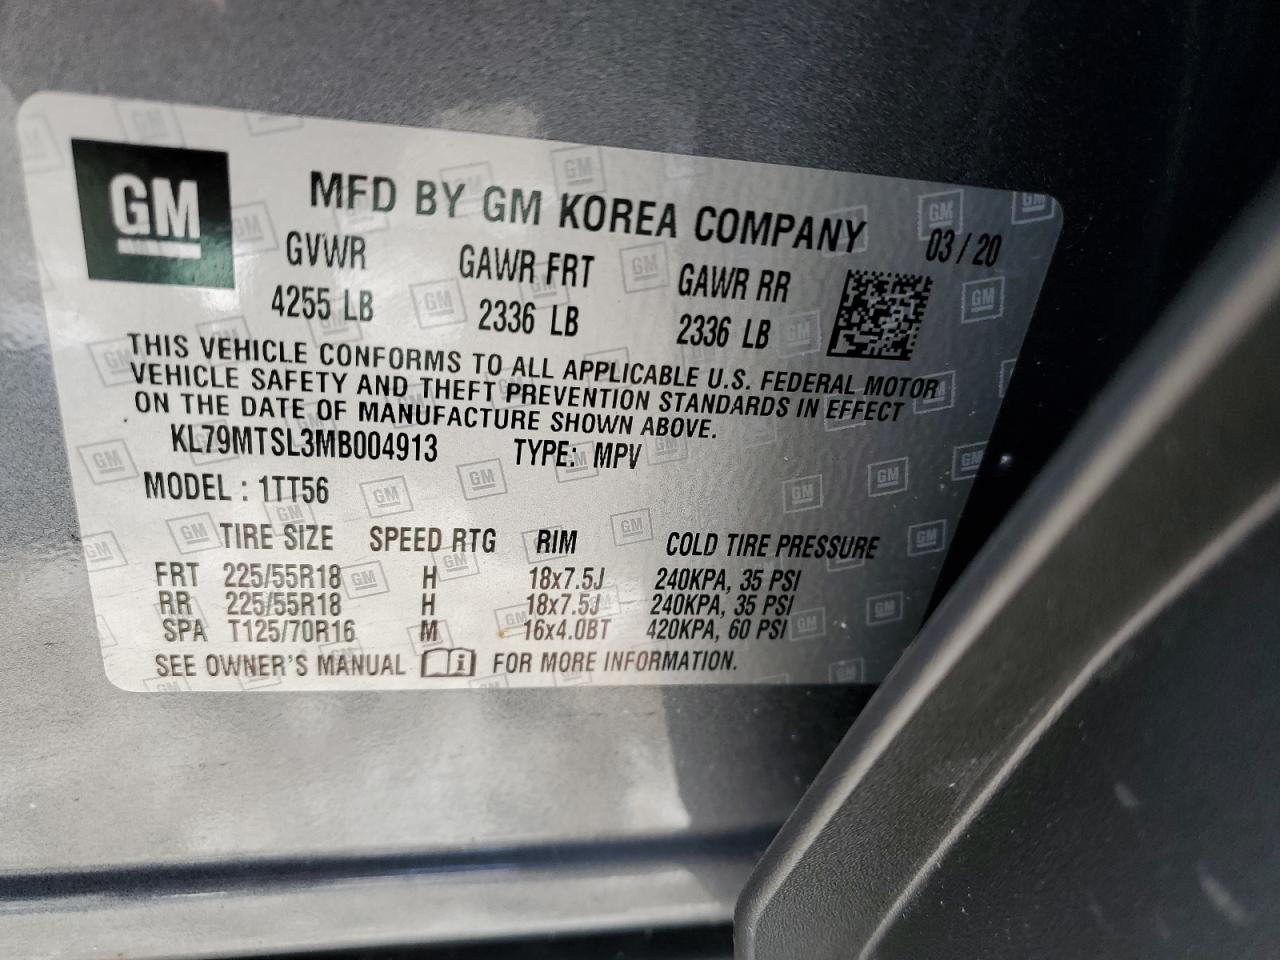 GM
MFD BY GM KOREA COMPANY
03 / 20
GVWR GAWR FRT GAWR RR
4255 LB 2336 LB 2336 LB
THIS VEHICLE CONFORMS TO ALL APPLICABLE U.S. FEDERAL MOTOR
VEHICLE SAFETY AND THEFT PREVENTION STANDARDS IN EFFECT
ON THE DATE OF MANUFACTURE SHOWN ABOVE.
KL79MTSL3MB004913 TYPE: MPV
MODEL : 1TT56
TIRE SIZE SPEED RTG RIM COLD TIRE PRESSURE
FRT 225/55R18 H 18x7.5J 240KPA, 35 PSI
RR 225/55R18 H 18x7.5J 240KPA, 35 PSI
SPA T125/70R16 M 16x4.0BT 420KPA, 60 PSI
SEE OWNER'S MANUAL i FOR MORE INFORMATION.